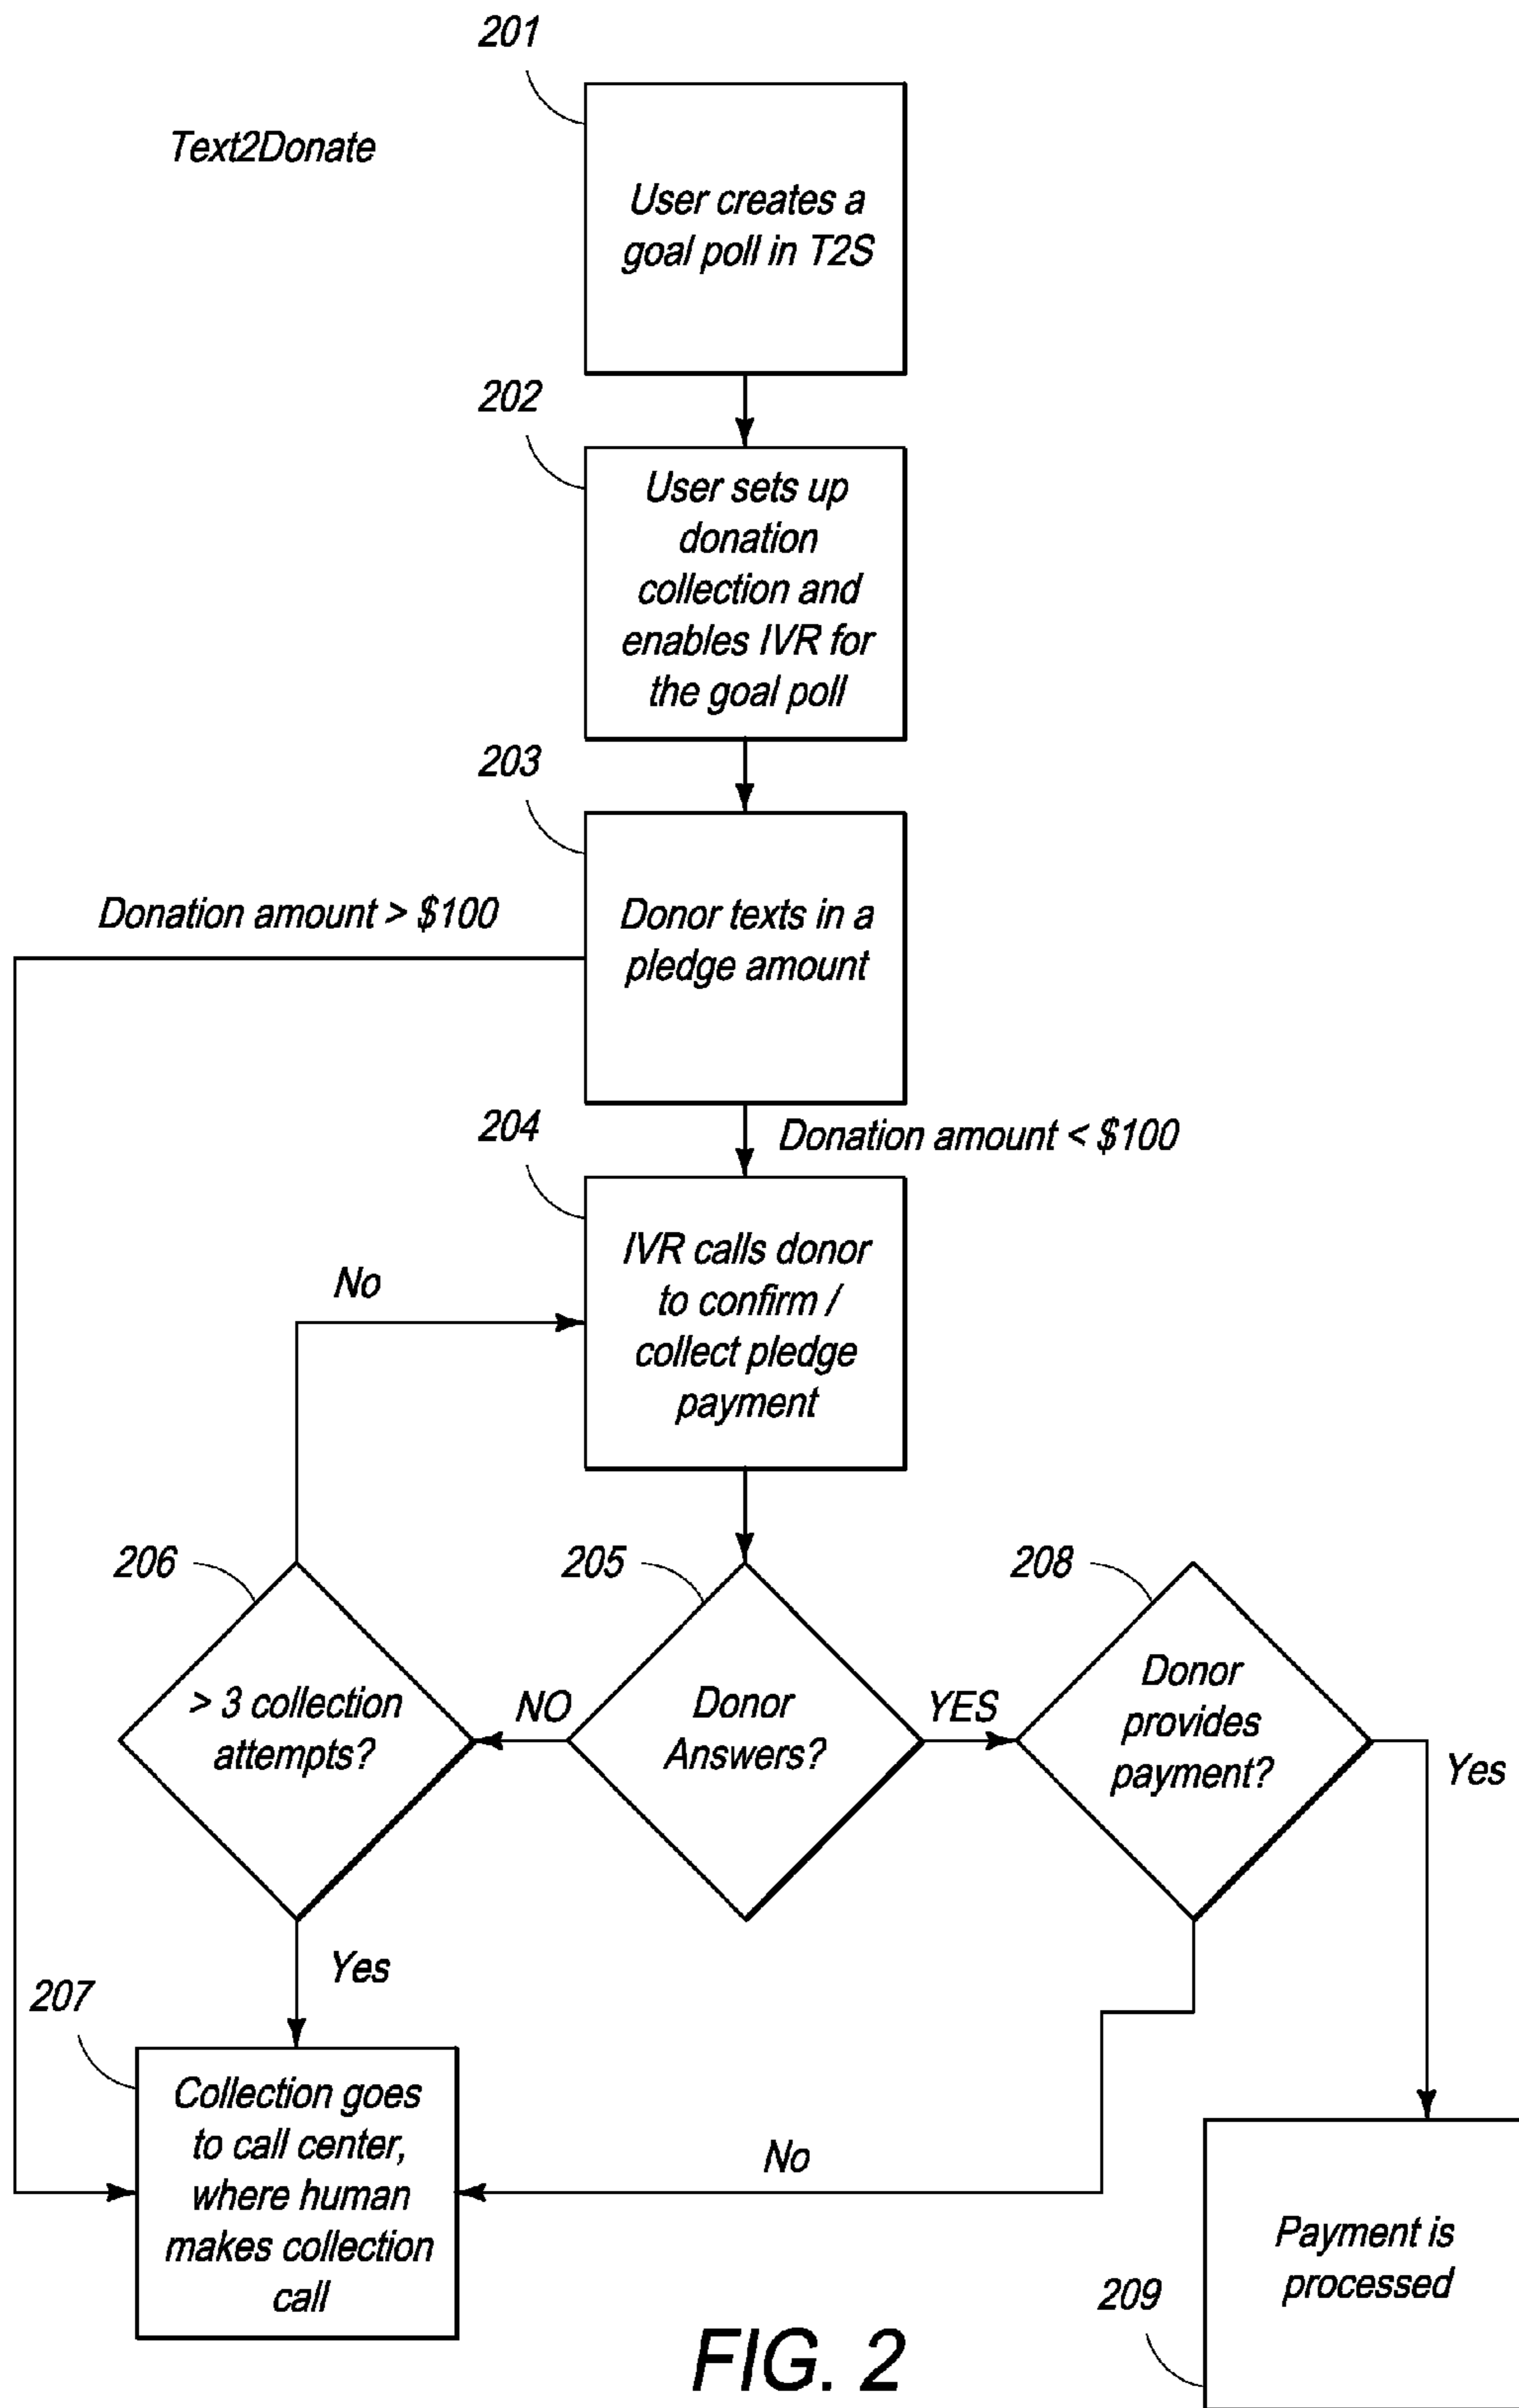 201
Text2Donate
User creates a
goal poll in T2S
202
User sets up
donation
collection and
enables IVR for
the goal poll
203
Donation amount > $100
Donor texts in a
pledge amount
204
Donation amount < $100
IVR calls donor
to confirm /
collect pledge
payment
No
206
205
208
> 3 collection
attempts?
NO
Donor
Answers?
YES
Donor
provides
payment?
Yes
Yes
207
Collection goes
to call center,
where human
makes collection
call
No
Payment is
processed
209
FIG. 2